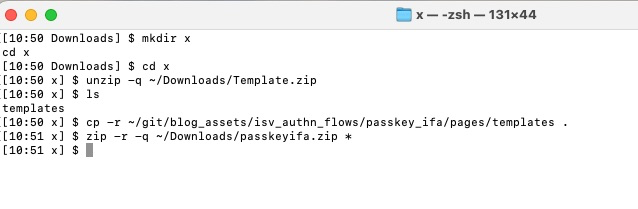 x — -zsh — 131×44
[[10:50 Downloads] $ mkdir x
cd x
[[10:50 Downloads] $ cd x
[[10:50 x] $ unzip -q ~/Downloads/Template.zip
[[10:50 x] $ ls
templates
[[10:50 x] $ cp -r ~/git/blog_assets/isv_authn_flows/passkey_ifa/pages/templates .
[[10:51 x] $ zip -r -q ~/Downloads/passkeyifa.zip *
[10:51 x] $